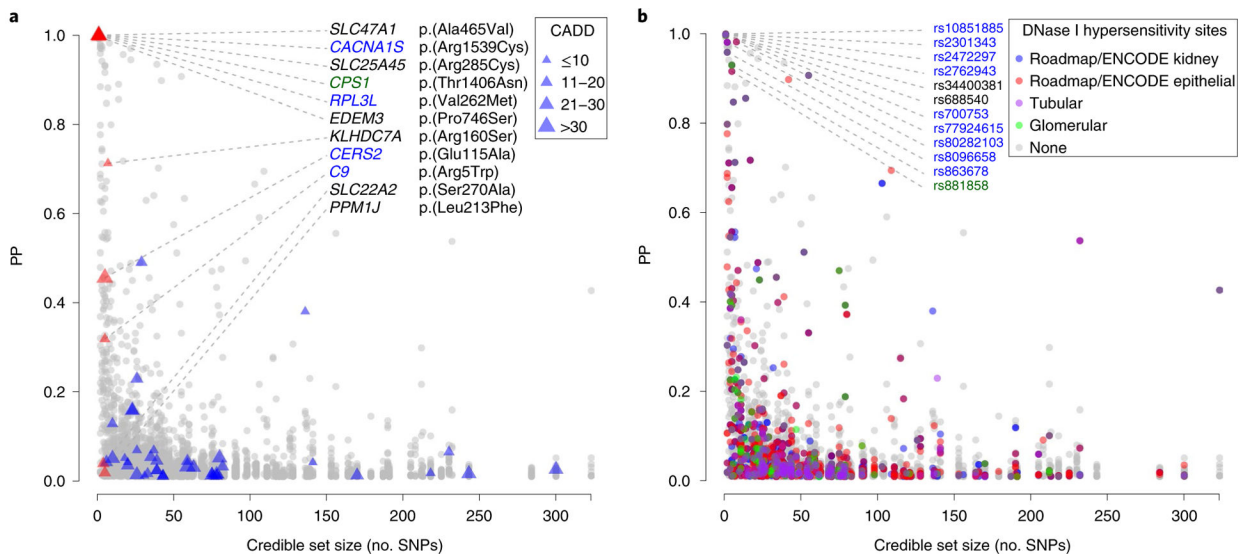 a
SLC47A1 p.(Ala465Val)
CACNA1S p.(Arg1539Cys)
SLC25A45 p.(Arg285Cys)
CPS1 p.(Thr1406Asn)
RPL3L p.(Val262Met)
EDEM3 p.(Pro746Ser)
KLHDC7A p.(Arg160Ser)
CERS2 p.(Glu115Ala)
C9 p.(Arg5Trp)
SLC22A2 p.(Ser270Ala)
PPM1J p.(Leu213Phe)
CADD
≤10
11–20
21–30
>30
PP
1.0
0.8
0.6
0.4
0.2
0.0
0 50 100 150 200 250 300
Credible set size (no. SNPs)
b
rs10851885
rs2301343
rs2472297
rs2762943
rs34400381
rs688540
rs700753
rs77924615
rs80282103
rs8096658
rs863678
rs881858
DNase I hypersensitivity sites
Roadmap/ENCODE kidney
Roadmap/ENCODE epithelial
Tubular
Glomerular
None
PP
1.0
0.8
0.6
0.4
0.2
0.0
0 50 100 150 200 250 300
Credible set size (no. SNPs)